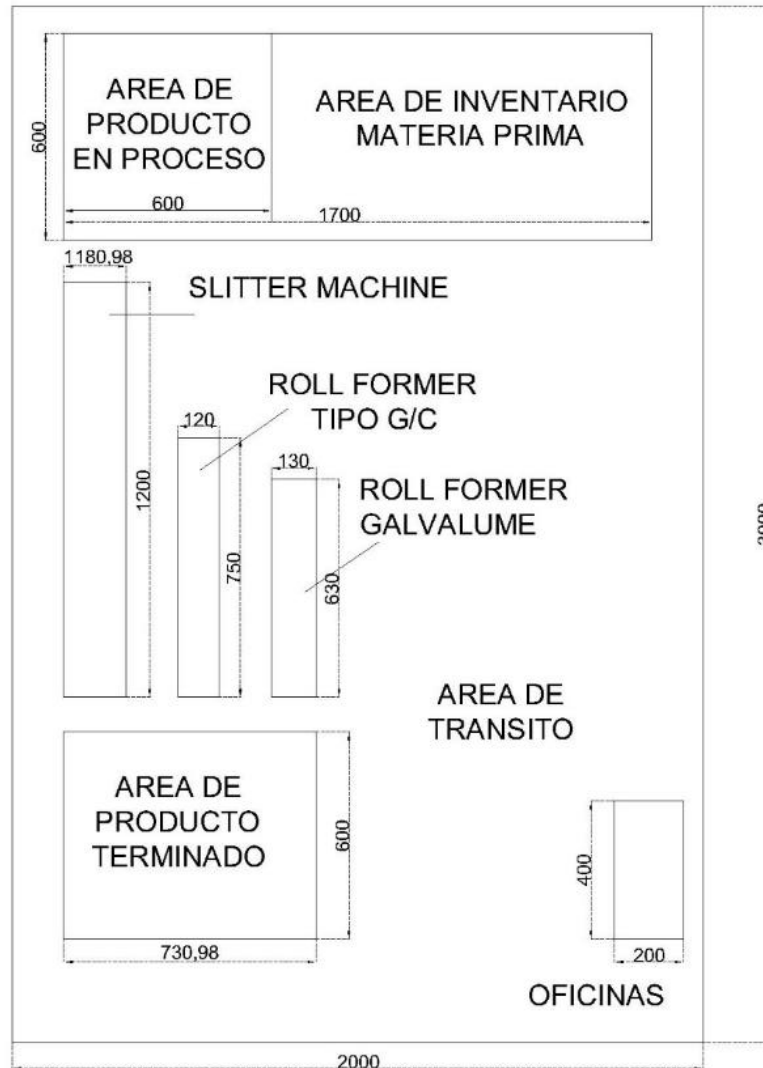 AREA DE
PRODUCTO
EN PROCESO
AREA DE INVENTARIO
MATERIA PRIMA
600
600
1700
1180,98
SLITTER MACHINE
1200
ROLL FORMER
TIPO G/C
120
750
130
ROLL FORMER
GALVALUME
630
AREA DE
TRANSITO
AREA DE
PRODUCTO
TERMINADO
600
730,98
400
200
OFICINAS
2000